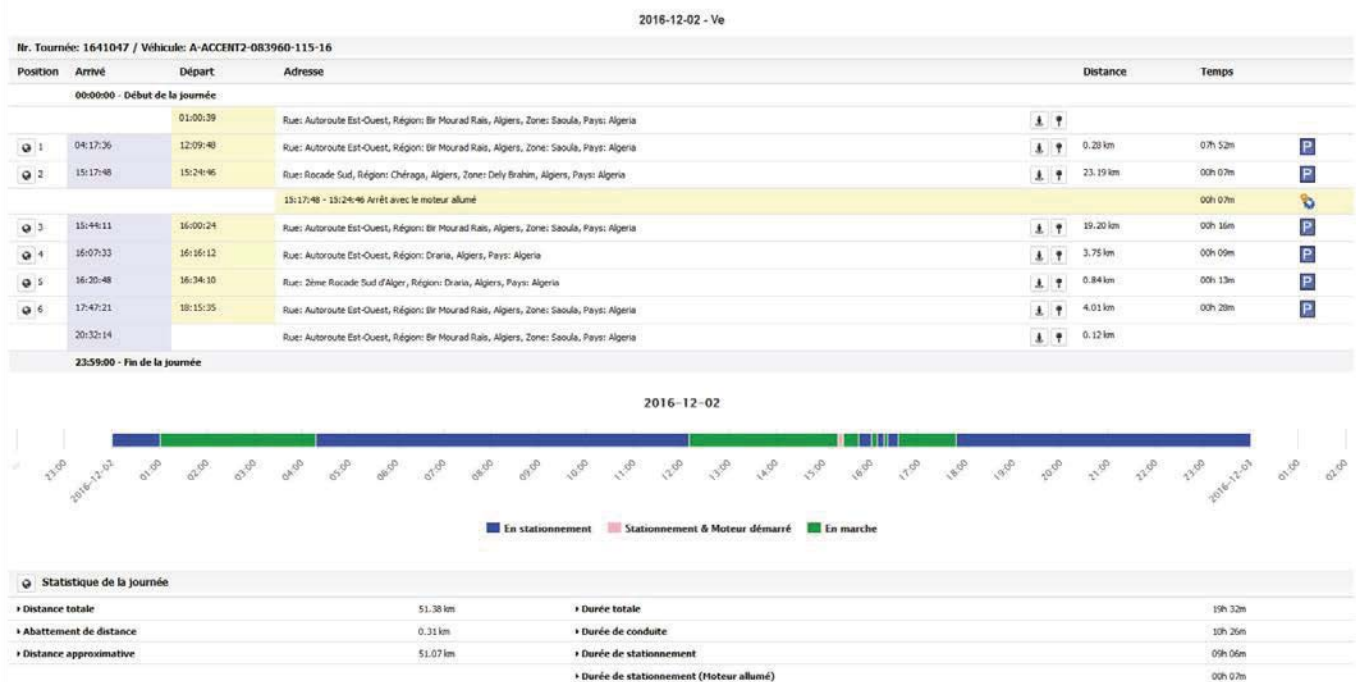 2016-12-02 - Ve
Nr. Tournée: 1641047 / Véhicule: A-ACCENT2-083960-115-16
Position Arrivé Départ Adresse Distance Temps
00:00:00 - Début de la journée
01:00:39 Rue: Autoroute Est-Ouest, Région: Bir Mourad Rais, Algiers, Zone: Saoula, Pays: Algeria
1 04:17:36 12:09:48 Rue: Autoroute Est-Ouest, Région: Bir Mourad Rais, Algiers, Zone: Saoula, Pays: Algeria 0.28 km 07h 52m P
2 15:17:48 15:24:46 Rue: Rocade Sud, Région: Chéraga, Algiers, Zone: Dely Brahim, Algiers, Pays: Algeria 23.19 km 00h 07m P
15:17:48 - 15:24:46 Arrêt avec le moteur allumé 00h 07m
3 15:44:11 16:00:24 Rue: Autoroute Est-Ouest, Région: Bir Mourad Rais, Algiers, Zone: Saoula, Pays: Algeria 19.20 km 00h 16m P
4 16:07:33 16:16:12 Rue: Autoroute Est-Ouest, Région: Draria, Algiers, Pays: Algeria 3.75 km 00h 09m P
5 16:20:48 16:34:10 Rue: 2ème Rocade Sud d'Alger, Région: Draria, Algiers, Pays: Algeria 0.84 km 00h 13m P
6 17:47:21 18:15:35 Rue: Autoroute Est-Ouest, Région: Bir Mourad Rais, Algiers, Zone: Saoula, Pays: Algeria 4.01 km 00h 28m P
20:32:14 Rue: Autoroute Est-Ouest, Région: Bir Mourad Rais, Algiers, Zone: Saoula, Pays: Algeria 0.12 km
23:59:00 - Fin de la journée
2016-12-02
23:00 2016-12-02 01:00 02:00 03:00 04:00 05:00 06:00 07:00 08:00 09:00 10:00 11:00 12:00 13:00 14:00 15:00 16:00 17:00 18:00 19:00 20:00 21:00 22:00 23:00 2016-12-03 01:00 02:00
En stationnement Stationnement & Moteur démarré En marche
Statistique de la journée
Distance totale 51.38 km Durée totale 19h 32m
Abattement de distance 0.31 km Durée de conduite 10h 26m
Distance approximative 51.07 km Durée de stationnement 09h 06m
Durée de stationnement (Moteur allumé) 00h 07m